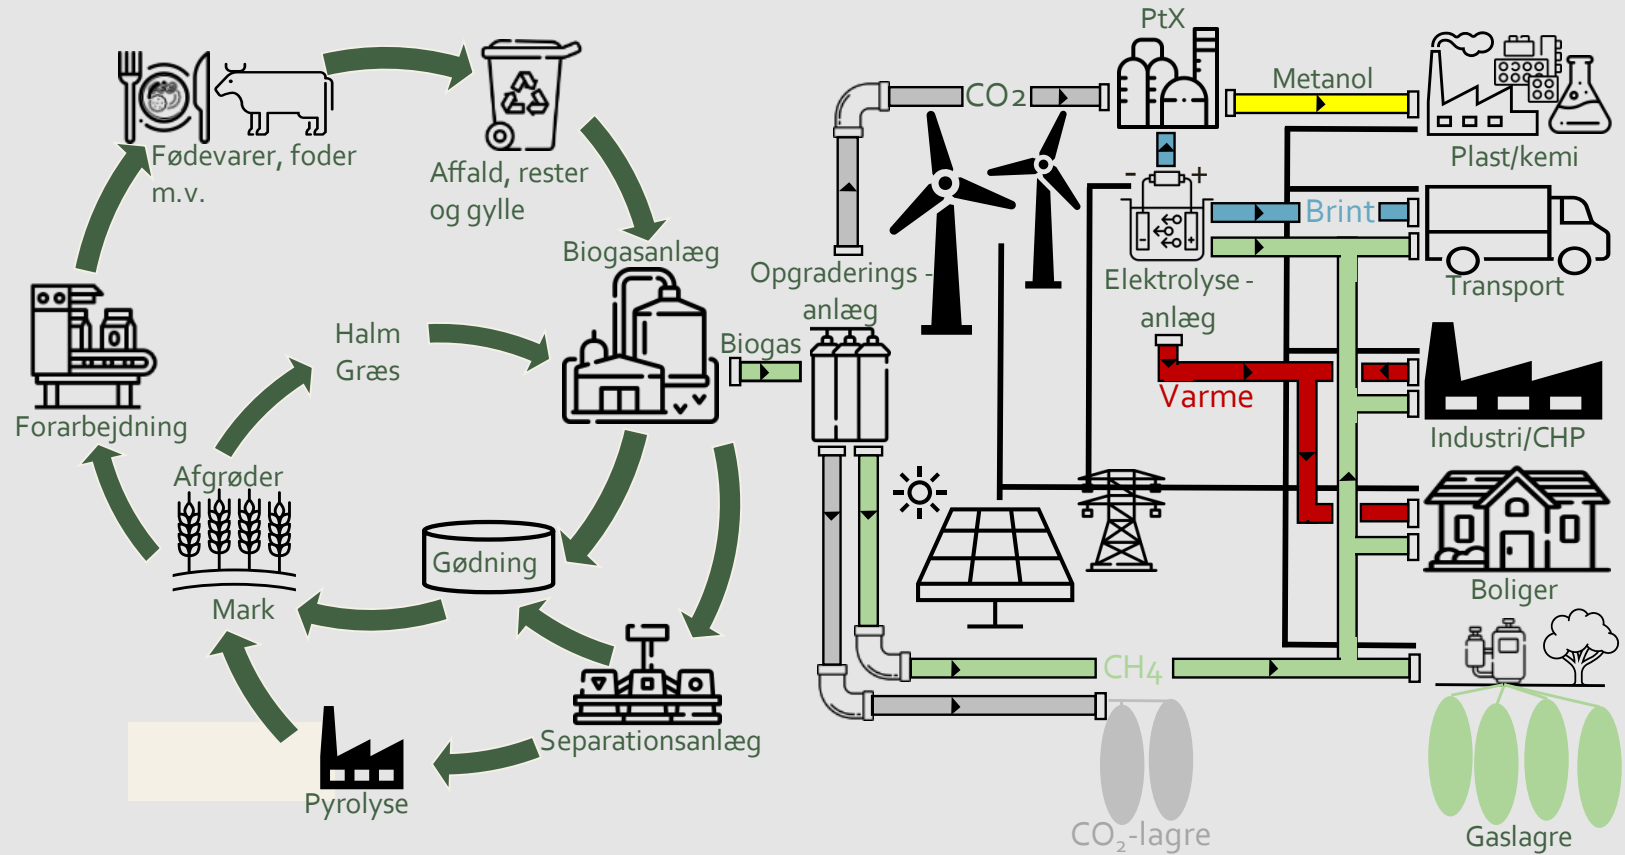 PtX
CO2
Metanol
Plast/kemi
Fødevarer, foder
m.v.
Affald, rester
og gylle
- +
Brint
Biogasanlæg
Opgraderings -
anlæg
Elektrolyse -
anlæg
Transport
Halm
Græs
Biogas
Varme
Forarbejdning
Industri/CHP
Afgrøder
Gødning
Mark
Boliger
CH4
Separationsanlæg
Pyrolyse
CO₂-lagre
Gaslagre